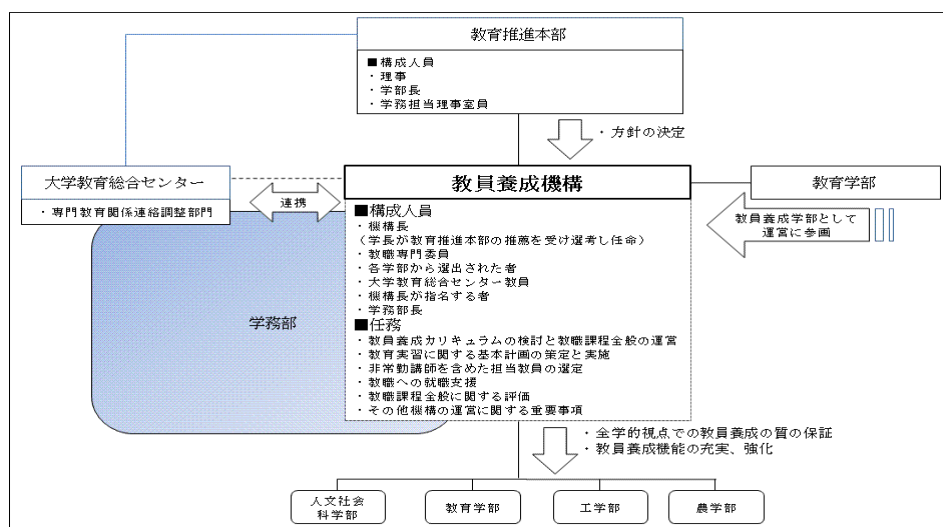 教育推進本部
■構成人員
・理事
・学部長
・学務担当理事室員
・方針の決定
大学教育総合センター
・専門教育関係連絡調整部門
連携
教員養成機構
教育学部
教員養成学部として
運営に参画
■構成人員
・機構長
(学長が教育推進本部の推薦を受け選考し任命)
・教職専門委員
・各学部から選出された者
・大学教育総合センター教員
・機構長が指名する者
・学務部長
■任務
・教員養成カリキュラムの検討と教職課程全般の運営
・教育実習に関する基本計画の策定と実施
・非常勤講師を含めた担当教員の選定
・教職への就職支援
・教職課程全般に関する評価
・その他機構の運営に関する重要事項
学務部
・全学的視点での教員養成の質の保証
・教員養成機能の充実、強化
人文社会
科学部
教育学部
工学部
農学部